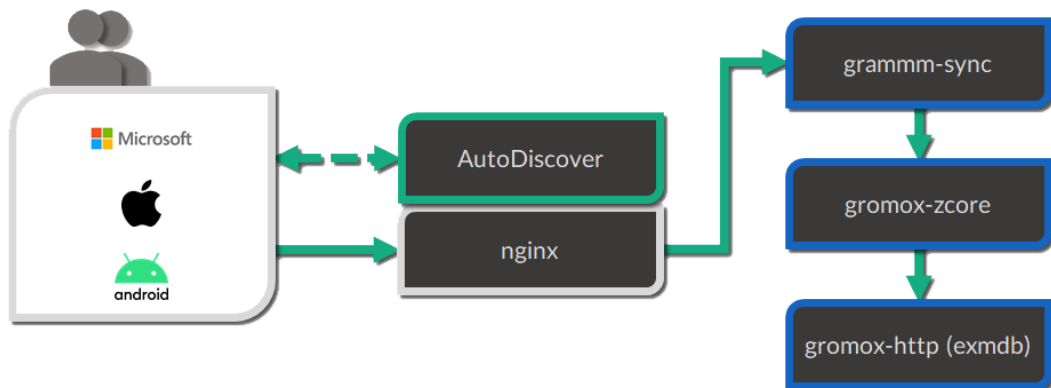 Microsoft
android
AutoDiscover
nginx
grammm-sync
gromox-zcore
gromox-http (exmdb)